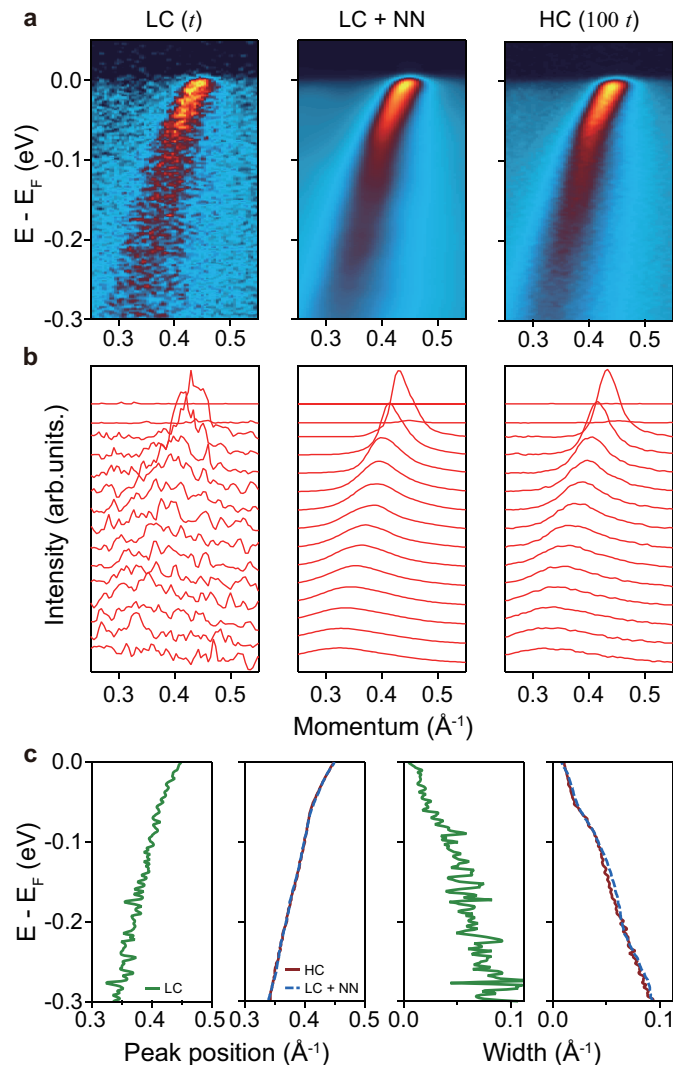 a
LC (t) LC + NN HC (100 t)
0.0
-0.1
-0.2
-0.3
E - E_F (eV)
0.3 0.4 0.5 0.3 0.4 0.5 0.3 0.4 0.5
b
Intensity (arb.units.)
0.3 0.4 0.5 0.3 0.4 0.5 0.3 0.4 0.5
Momentum (Å⁻¹)
c
0.0
-0.1
-0.2
-0.3
E - E_F (eV)
LC
HC
LC + NN
0.3 0.4 0.5 0.3 0.4 0.5 0.0 0.1 0.0 0.1
Peak position (Å⁻¹) Width (Å⁻¹)